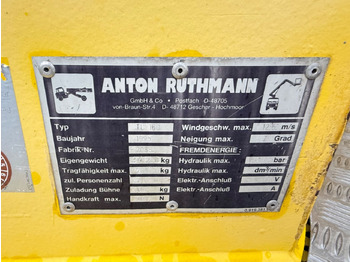 ANTON RUTHMANN
GmbH & Co • Postfach D-48705
von-Braun-Str.4 D-48712 Gescher - Hochmoor
Typ
Baujahr
Fabrik-Nr.
Eigengewicht kg
Tragfähigkeit max. kg
zul. Personenzahl
Zuladung Bühne kg
Handkraft max. N
Windgeschw. max. m/s
Neigung max. Grad
FREMDENERGIE:
Hydraulik max. bar
Hydraulik max. dm³/min
Elektr.-Anschl. V
Elektr.-Anschl. A